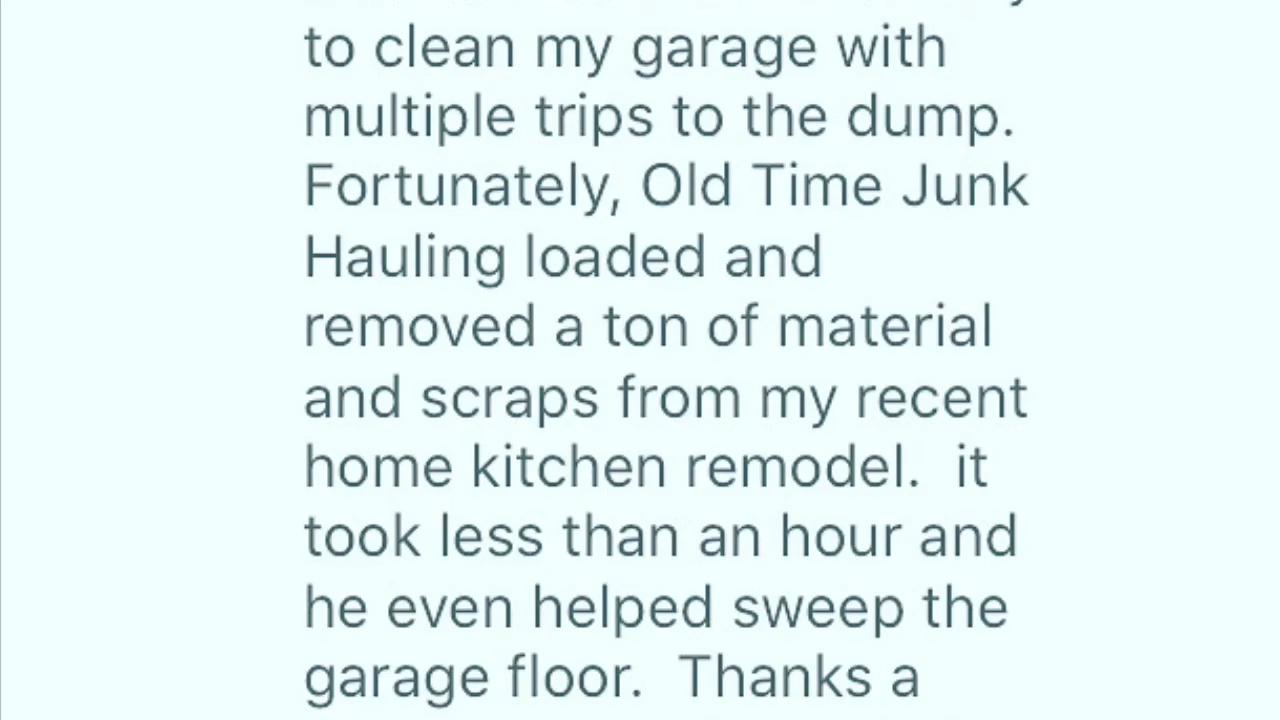 to clean my garage with
multiple trips to the dump.
Fortunately, Old Time Junk
Hauling loaded and
removed a ton of material
and scraps from my recent
home kitchen remodel.  it
took less than an hour and
he even helped sweep the
garage floor.  Thanks a